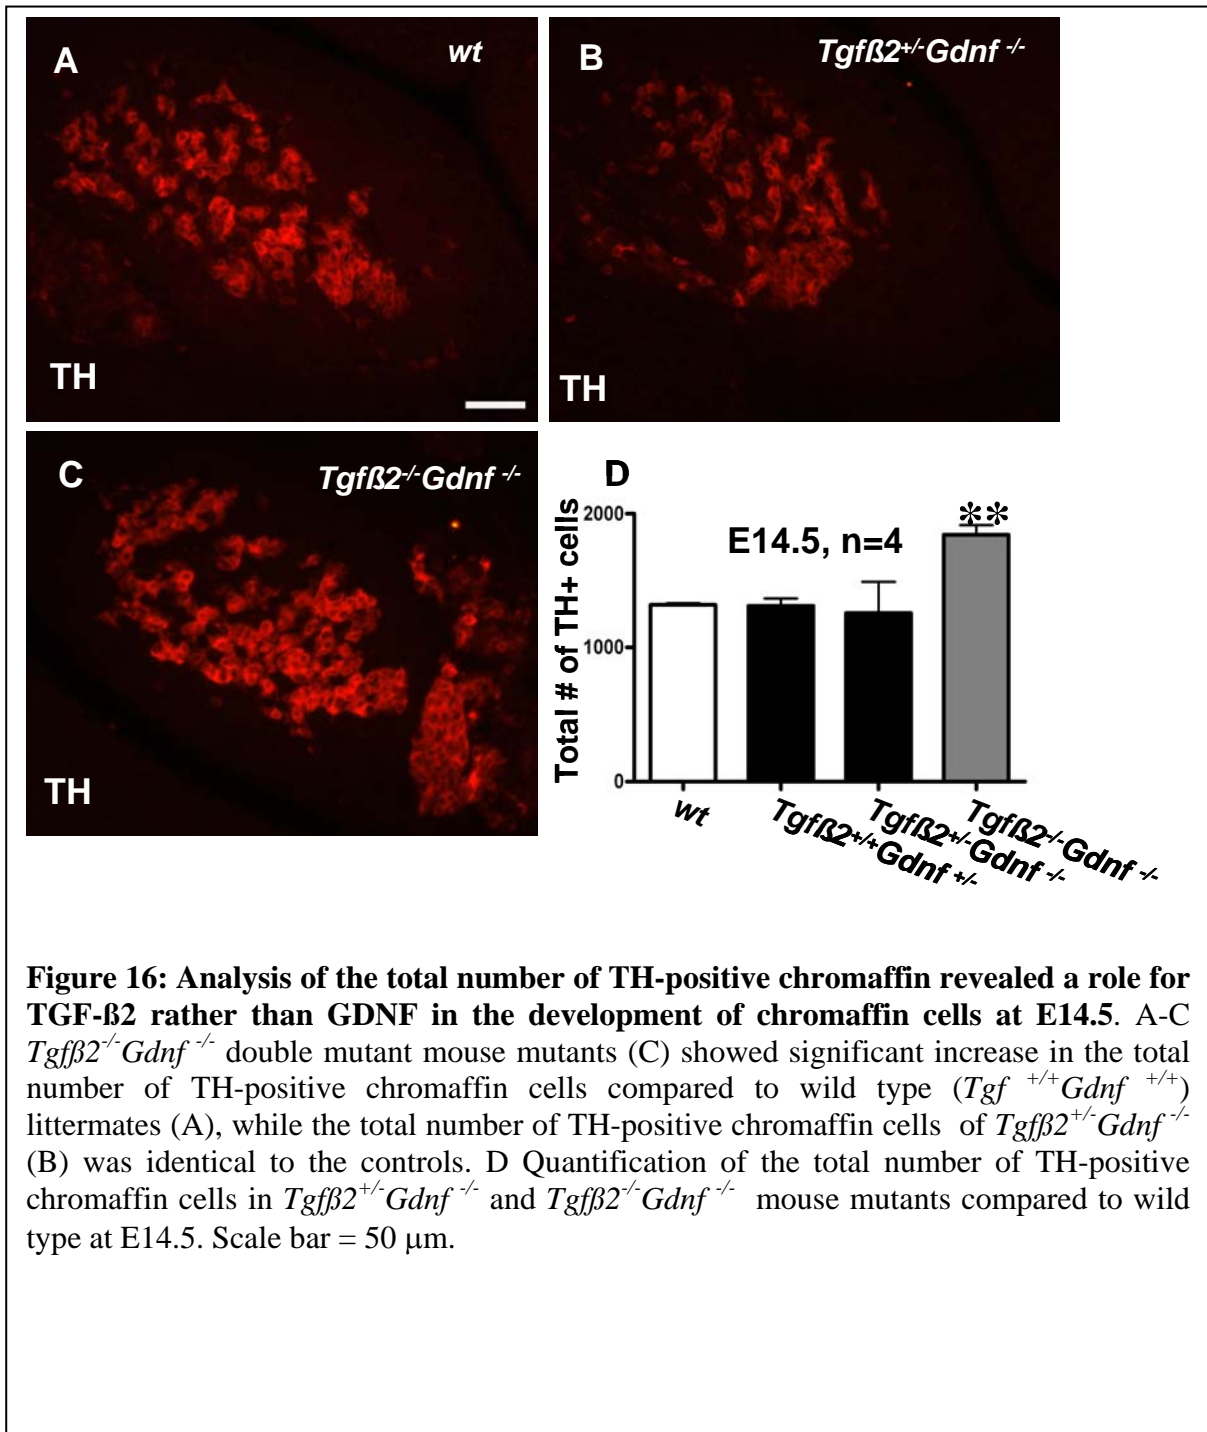 A
wt
B
Tgfß2+/-Gdnf -/-
TH
TH
C
Tgfß2-/-Gdnf -/-
TH
D
Total # of TH+ cells
2000
1000
0
E14.5, n=4
**
wt
Tgfß2+/+Gdnf +/-
Tgfß2+/-Gdnf -/-
Tgfß2-/-Gdnf -/-
Figure 16: Analysis of the total number of TH-positive chromaffin revealed a role for
TGF-ß2 rather than GDNF in the development of chromaffin cells at E14.5. A-C
Tgfβ2-/-Gdnf -/- double mutant mouse mutants (C) showed significant increase in the total
number of TH-positive chromaffin cells compared to wild type (Tgf +/+Gdnf +/+)
littermates (A), while the total number of TH-positive chromaffin cells of Tgfβ2+/-Gdnf -/-
(B) was identical to the controls. D Quantification of the total number of TH-positive
chromaffin cells in Tgfβ2+/-Gdnf -/- and Tgfβ2-/-Gdnf -/- mouse mutants compared to wild
type at E14.5. Scale bar = 50 μm.